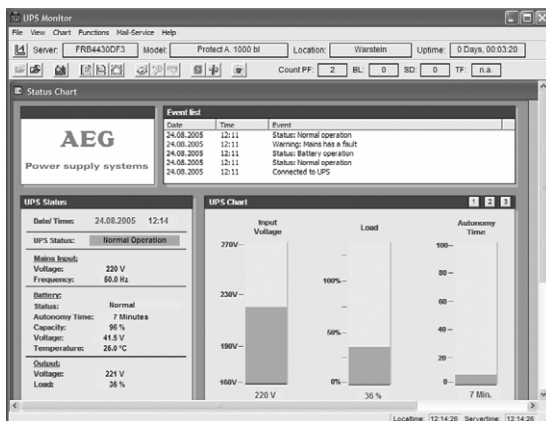 UPS Monitor
File View Chart Functions Mail-Service Help
Server: FRB4430DF3 Model: Protect A. 1000 bl Location: Warstein Uptime: 0 Days, 00:03:20
Count PF: 2 BL: 0 SD: 0 TF: n.a.
Status Chart
AEG
Power supply systems
Event list
Date Time Event
24.08.2005 12:11 Status: Normal operation
24.08.2005 12:11 Warning: Mains has a fault
24.08.2005 12:11 Status: Battery operation
24.08.2005 12:11 Status: Normal operation
24.08.2005 12:11 Connected to UPS
UPS Status
Date/ Time: 24.08.2005 12:14
UPS Status: Normal Operation
Mains Input:
Voltage: 220 V
Frequency: 50.0 Hz
Battery:
Status: Normal
Autonomy Time: 7 Minutes
Capacity: 96 %
Voltage: 41.5 V
Temperature: 25.0 °C
Output:
Voltage: 221 V
Load: 36 %
UPS Chart 1 2 3
Input Voltage
270V
230V
190V
160V
220 V
Load
100%
50%
0%
36 %
Autonomy Time
100
80
60
40
20
0
7 Min.
Localtime: 12:14:26 Servertime: 12:14:26